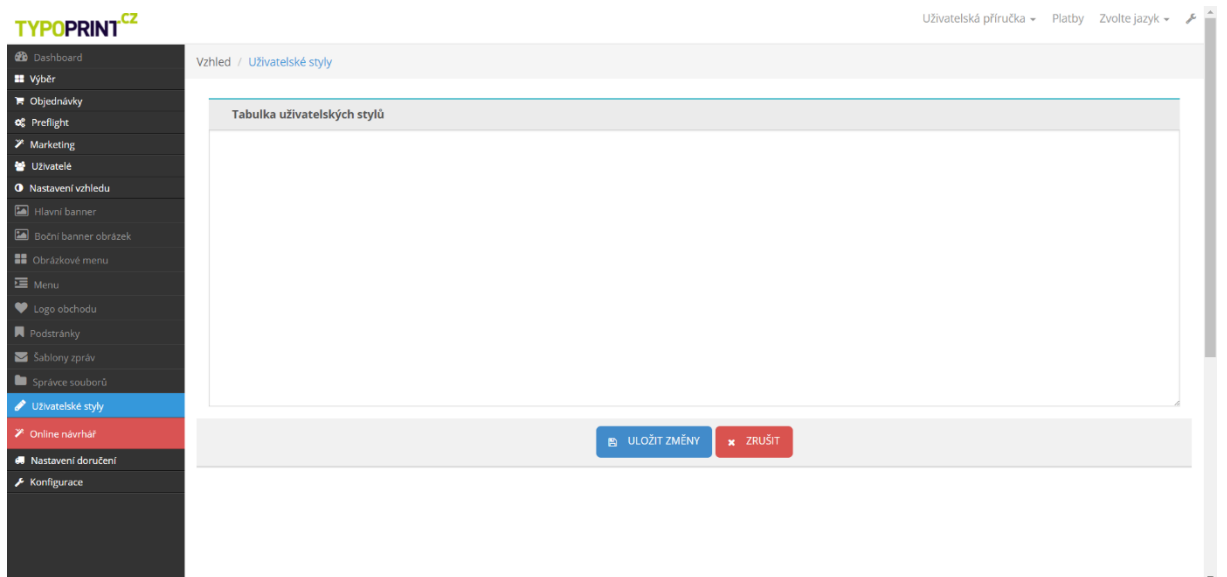 TYPOPRINT.CZ
Uživatelská příručka Platby Zvolte jazyk
Dashboard
Výběr
Objednávky
Preflight
Marketing
Uživatelé
Nastavení vzhledu
Hlavní banner
Boční banner obrázek
Obrázkové menu
Menu
Logo obchodu
Podstránky
Šablony zpráv
Správce souborů
Uživatelské styly
Online návrhář
Nastavení doručení
Konfigurace
Vzhled / Uživatelské styly
Tabulka uživatelských stylů
ULOŽIT ZMĚNY
ZRUŠIT